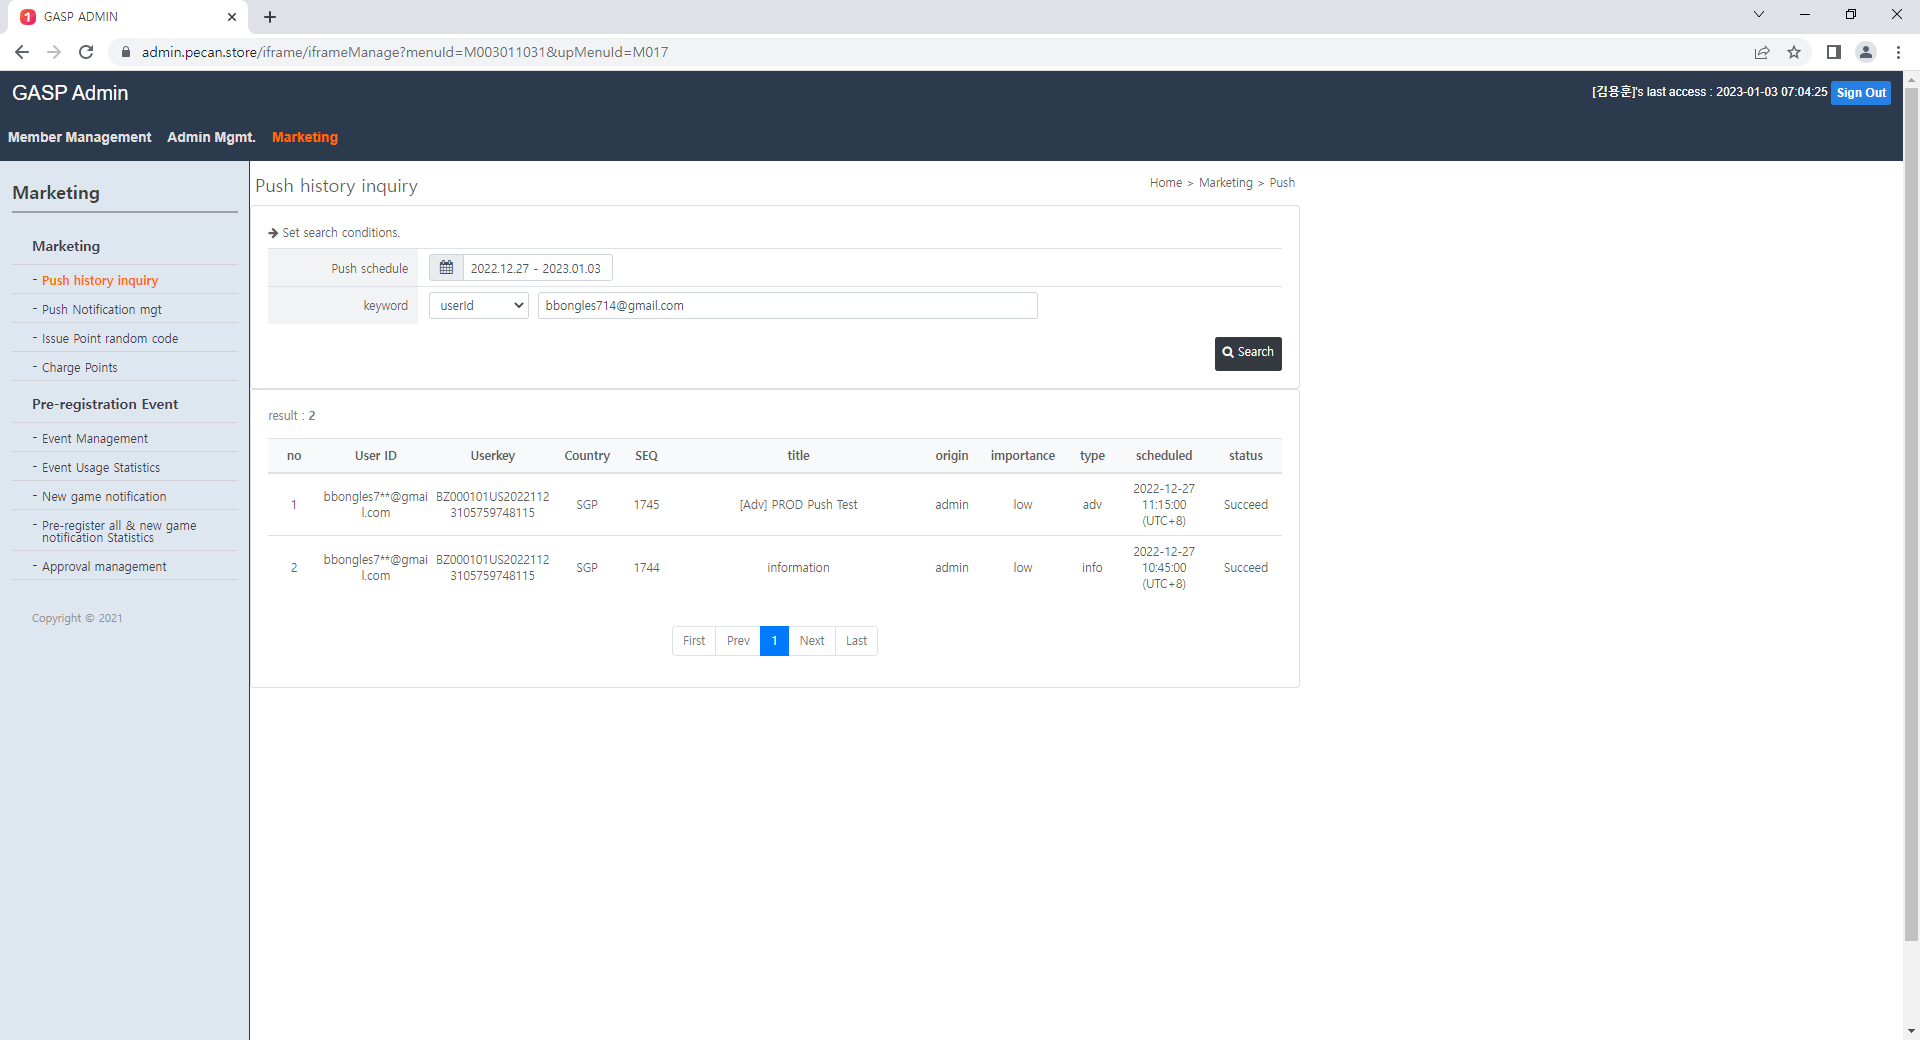 GASP ADMIN
admin.pecan.store/iframe/iframeManage?menuId=M003011031&upMenuId=M017
GASP Admin
[김용훈]'s last access : 2023-01-03 07:04:25 Sign Out
Member Management Admin Mgmt. Marketing
Marketing
Marketing
- Push history inquiry
- Push Notification mgt
- Issue Point random code
- Charge Points
Pre-registration Event
- Event Management
- Event Usage Statistics
- New game notification
- Pre-register all & new game
notification Statistics
- Approval management
Copyright © 2021
Push history inquiry
Home > Marketing > Push
Set search conditions.
Push schedule 2022.12.27 - 2023.01.03
keyword userId bbongles714@gmail.com
Search
result : 2
no User ID Userkey Country SEQ title origin importance type scheduled status
1 bbongles7**@gmai
l.com BZ000101US2022112
3105759748115 SGP 1745 [Adv] PROD Push Test admin low adv 2022-12-27
11:15:00
(UTC+8) Succeed
2 bbongles7**@gmai
l.com BZ000101US2022112
3105759748115 SGP 1744 information admin low info 2022-12-27
10:45:00
(UTC+8) Succeed
First Prev 1 Next Last